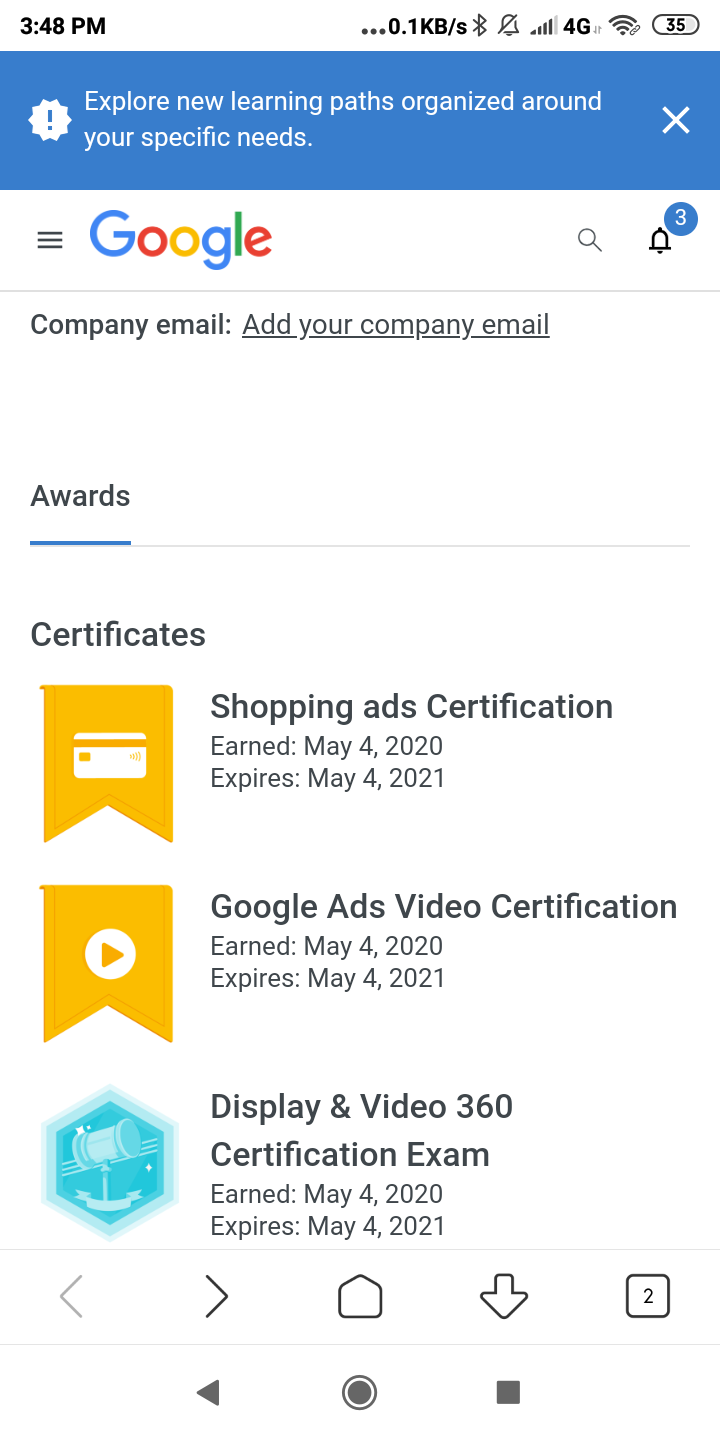 3:48 PM ...0.1KB/s 4G 35
Explore new learning paths organized around
your specific needs.
Google 3
Company email: Add your company email
Awards
Certificates
Shopping ads Certification
Earned: May 4, 2020
Expires: May 4, 2021
Google Ads Video Certification
Earned: May 4, 2020
Expires: May 4, 2021
Display & Video 360
Certification Exam
Earned: May 4, 2020
Expires: May 4, 2021
2